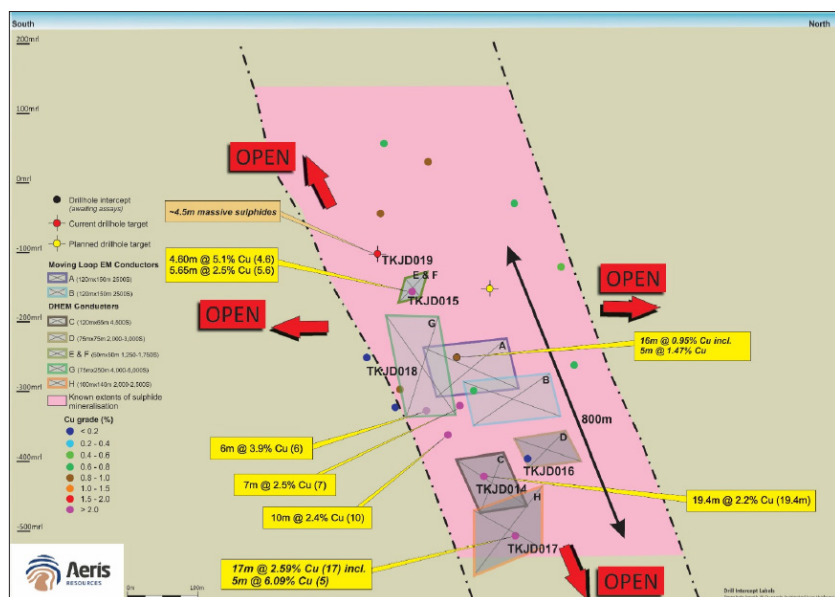 South
North
200mrl
100mrl
0mrl
-100mrl
-200mrl
-300mrl
-400mrl
-500mrl
OPEN
OPEN
OPEN
OPEN
Drillhole intercept
(awaiting assays)
Current drillhole target
Planned drillhole target
Moving Loop EM Conductors
A (120mx150m 2500S)
B (120mx150m 2500S)
DHEM Conductors
C (120mx65m 4,800S)
D (75mx75m 2,000-3,000S)
E & F (50mx50m 1,250-1,750S)
G (75mx250m 4,000-5,000S)
H (100mx140m 2,000-2,500S)
Known extents of sulphide
mineralisation
Cu grade (%)
< 0.2
0.2 - 0.4
0.4 - 0.6
0.6 - 0.8
0.8 - 1.0
1.0 - 1.5
1.5 - 2.0
> 2.0
~4.5m massive sulphides
TKJD019
4.60m @ 5.1% Cu (4.6)
5.65m @ 2.5% Cu (5.6)
E & F
TKJD015
G
A
16m @ 0.95% Cu incl.
5m @ 1.47% Cu
TKJD018
B
800m
6m @ 3.9% Cu (6)
7m @ 2.5% Cu (7)
10m @ 2.4% Cu (10)
D
TKJD016
C
TKJD014
19.4m @ 2.2% Cu (19.4m)
H
TKJD017
17m @ 2.59% Cu (17) incl.
5m @ 6.09% Cu (5)
Aeris
RESOURCES
0m
100m
Drill Intercept Labels